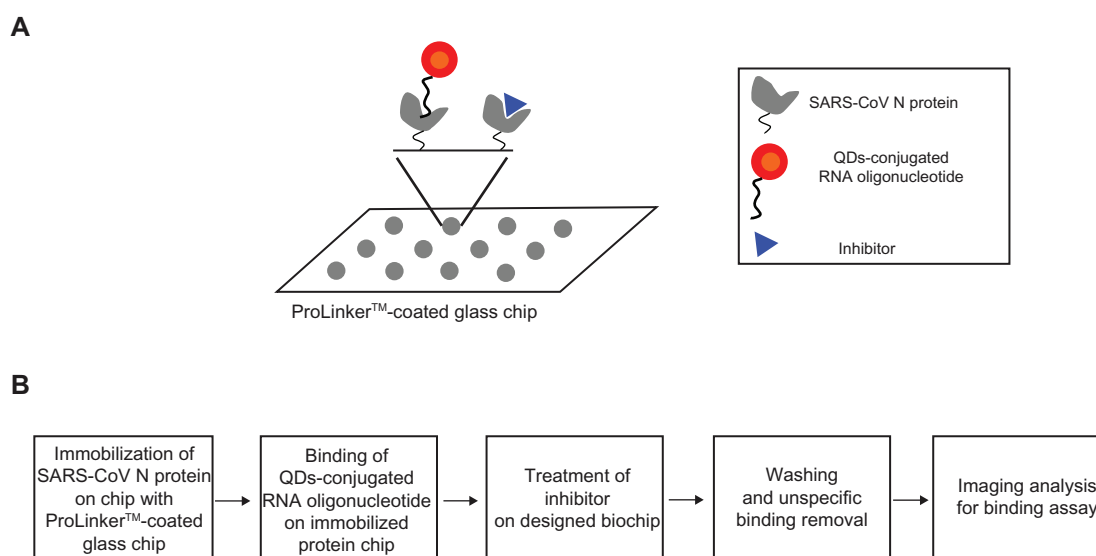 A
SARS-CoV N protein
QDs-conjugated
RNA oligonucleotide
Inhibitor
ProLinker™-coated glass chip
B
Immobilization of
SARS-CoV N protein
on chip with
ProLinker™-coated
glass chip
Binding of
QDs-conjugated
RNA oligonucleotide
on immobilized
protein chip
Treatment of
inhibitor
on designed biochip
Washing
and unspecific
binding removal
Imaging analysis
for binding assay